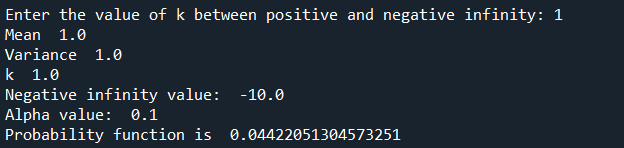 Enter the value of k between positive and negative infinity: 1
Mean  1.0
Variance  1.0
k  1.0
Negative infinity value:  -10.0
Alpha value:  0.1
Probability function is  0.04422051304573251